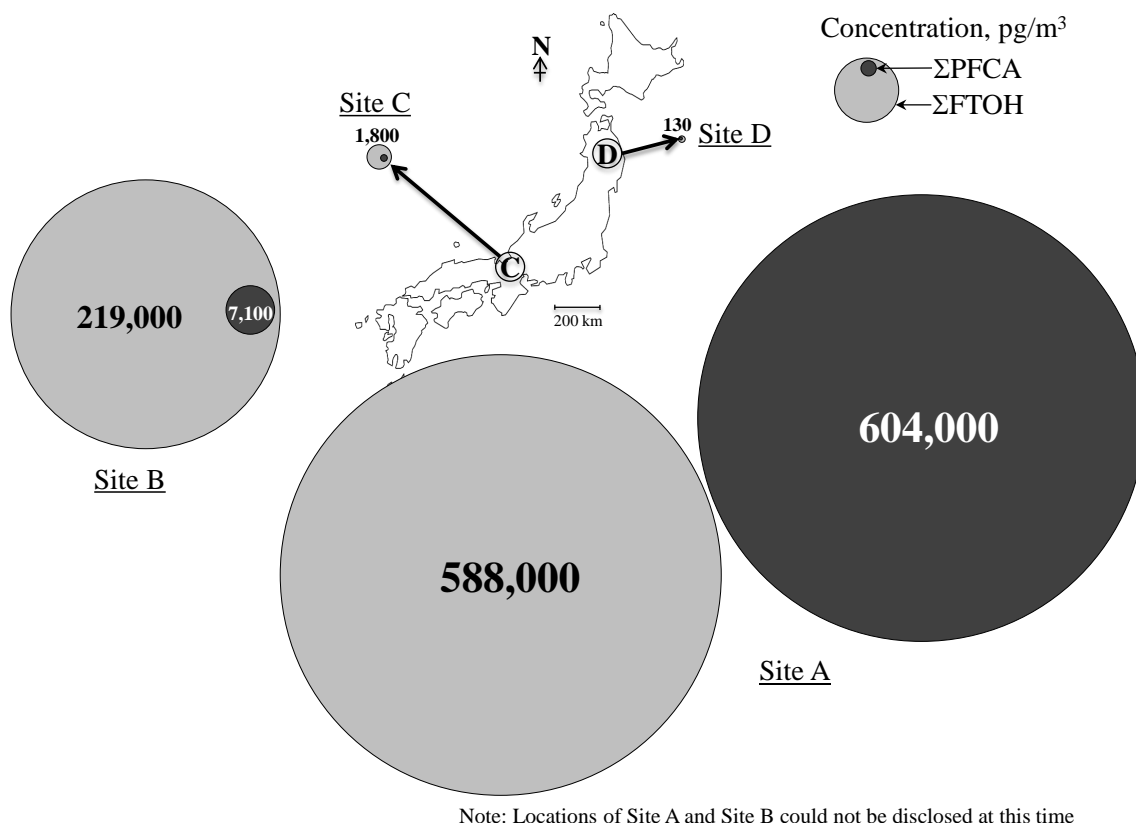 Concentration, pg/m³
ΣPFCA
ΣFTOH
N
Site C
1,800
130
Site D
D
C
200 km
219,000
7,100
Site B
604,000
588,000
Site A
Note: Locations of Site A and Site B could not be disclosed at this time